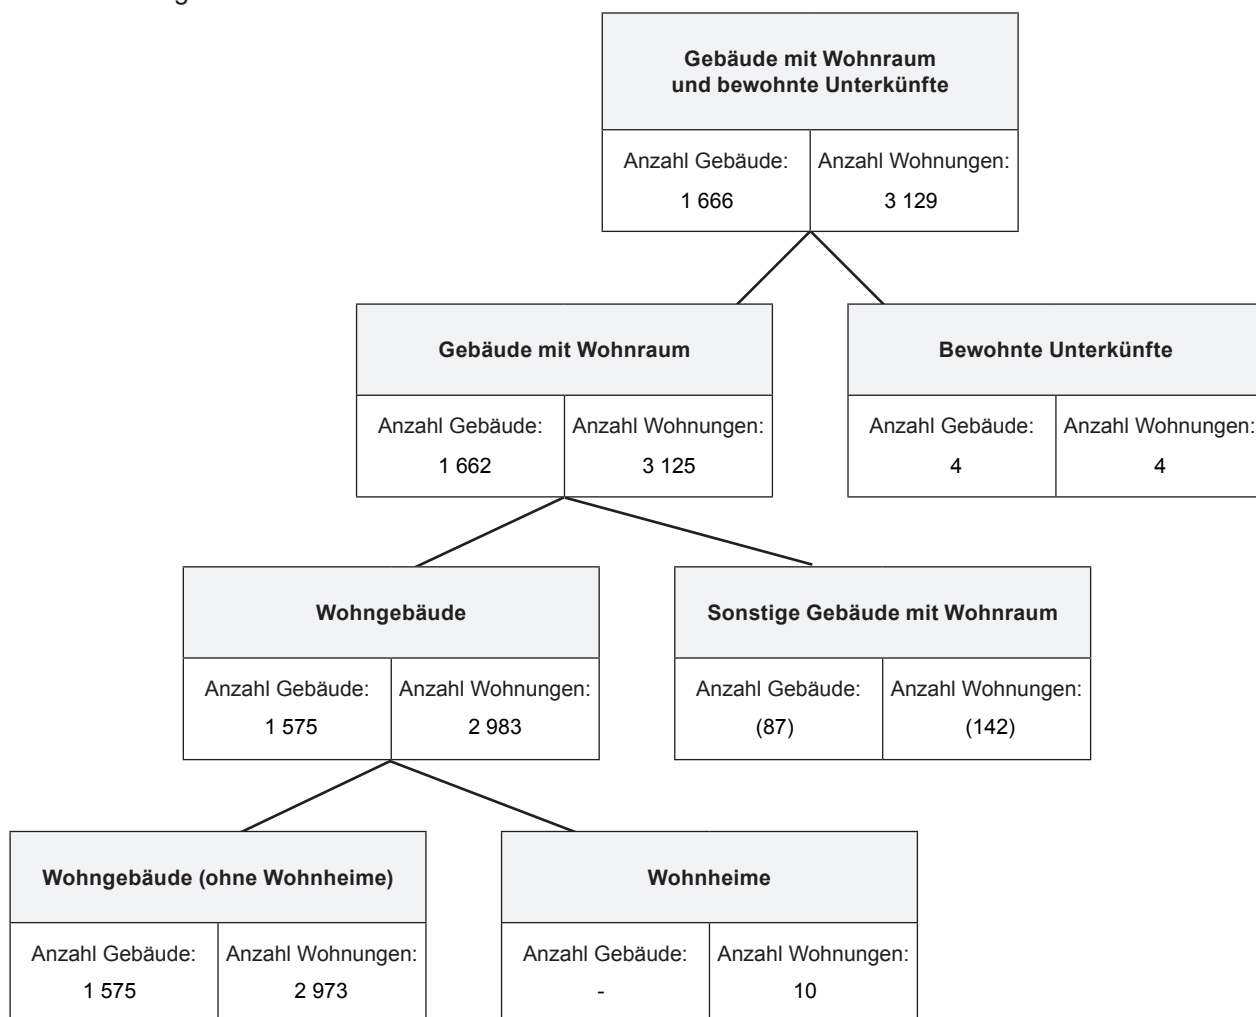 Gebäude mit Wohnraum
und bewohnte Unterkünfte
Anzahl Gebäude: Anzahl Wohnungen:
1 666 3 129
Gebäude mit Wohnraum
Anzahl Gebäude: Anzahl Wohnungen:
1 662 3 125
Bewohnte Unterkünfte
Anzahl Gebäude: Anzahl Wohnungen:
4 4
Wohngebäude
Anzahl Gebäude: Anzahl Wohnungen:
1 575 2 983
Sonstige Gebäude mit Wohnraum
Anzahl Gebäude: Anzahl Wohnungen:
(87) (142)
Wohngebäude (ohne Wohnheime)
Anzahl Gebäude: Anzahl Wohnungen:
1 575 2 973
Wohnheime
Anzahl Gebäude: Anzahl Wohnungen:
- 10